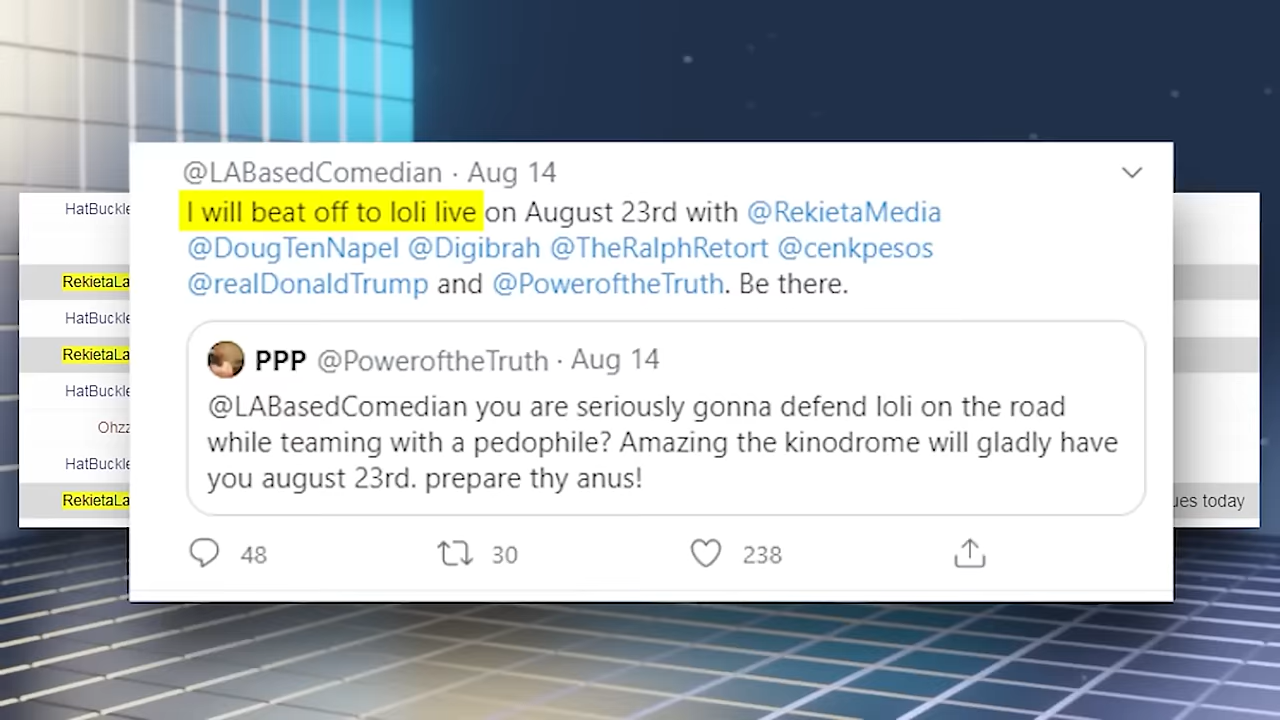 @LABasedComedian · Aug 14
I will beat off to loli live on August 23rd with @RekietaMedia
@DougTenNapel @Digibrah @TheRalphRetort @cenkpesos
@realDonaldTrump and @PoweroftheTruth. Be there.
PPP @PoweroftheTruth · Aug 14
@LABasedComedian you are seriously gonna defend loli on the road
while teaming with a pedophile? Amazing the kinodrome will gladly have
you august 23rd. prepare thy anus!
48 30 238
HatBuckle
RekietaLa
HatBuckle
RekietaLa
HatBuckle
Ohzz
HatBuckle
RekietaLa
ues today